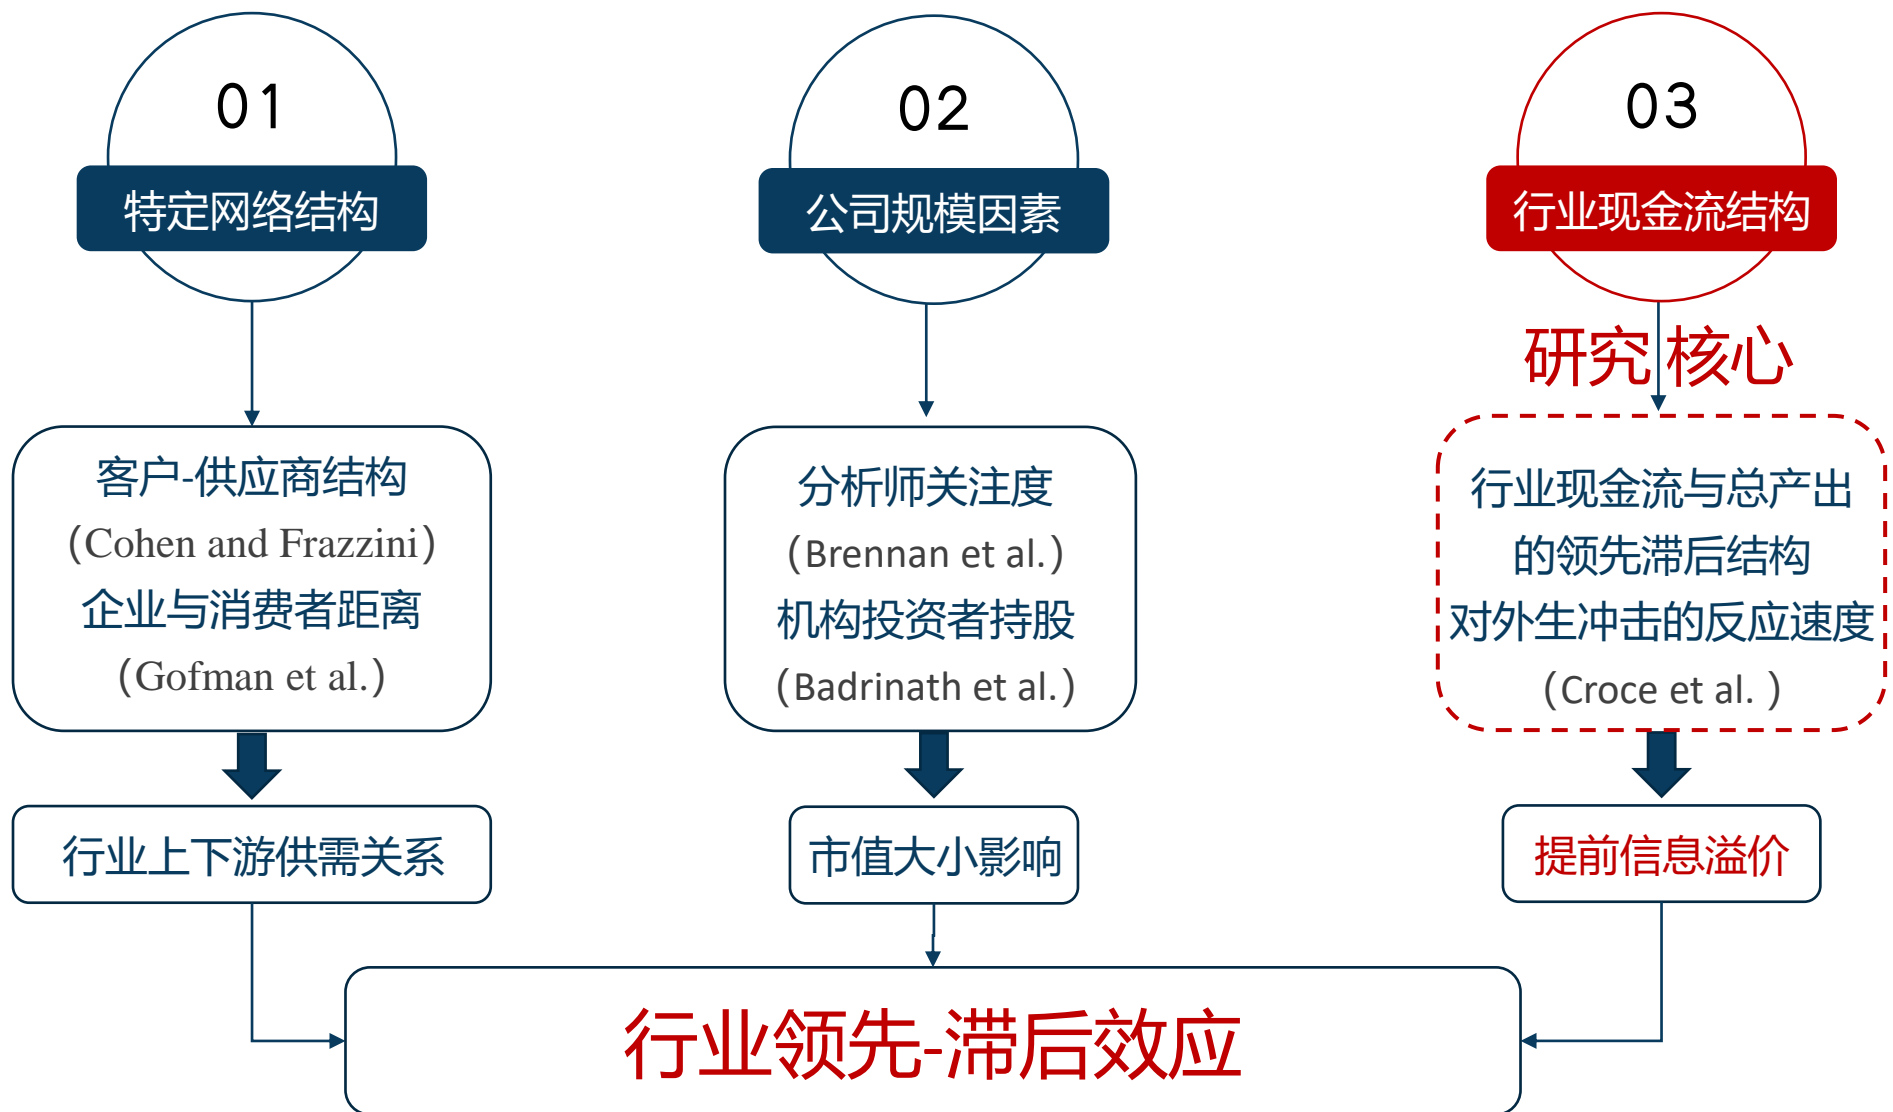 01
特定网络结构
客户-供应商结构
（Cohen and Frazzini）
企业与消费者距离
（Gofman et al.）
行业上下游供需关系
02
公司规模因素
分析师关注度
（Brennan et al.）
机构投资者持股
（Badrinath et al.）
市值大小影响
03
行业现金流结构
研究核心
行业现金流与总产出
的领先滞后结构
对外生冲击的反应速度
（Croce et al. ）
提前信息溢价
行业领先-滞后效应